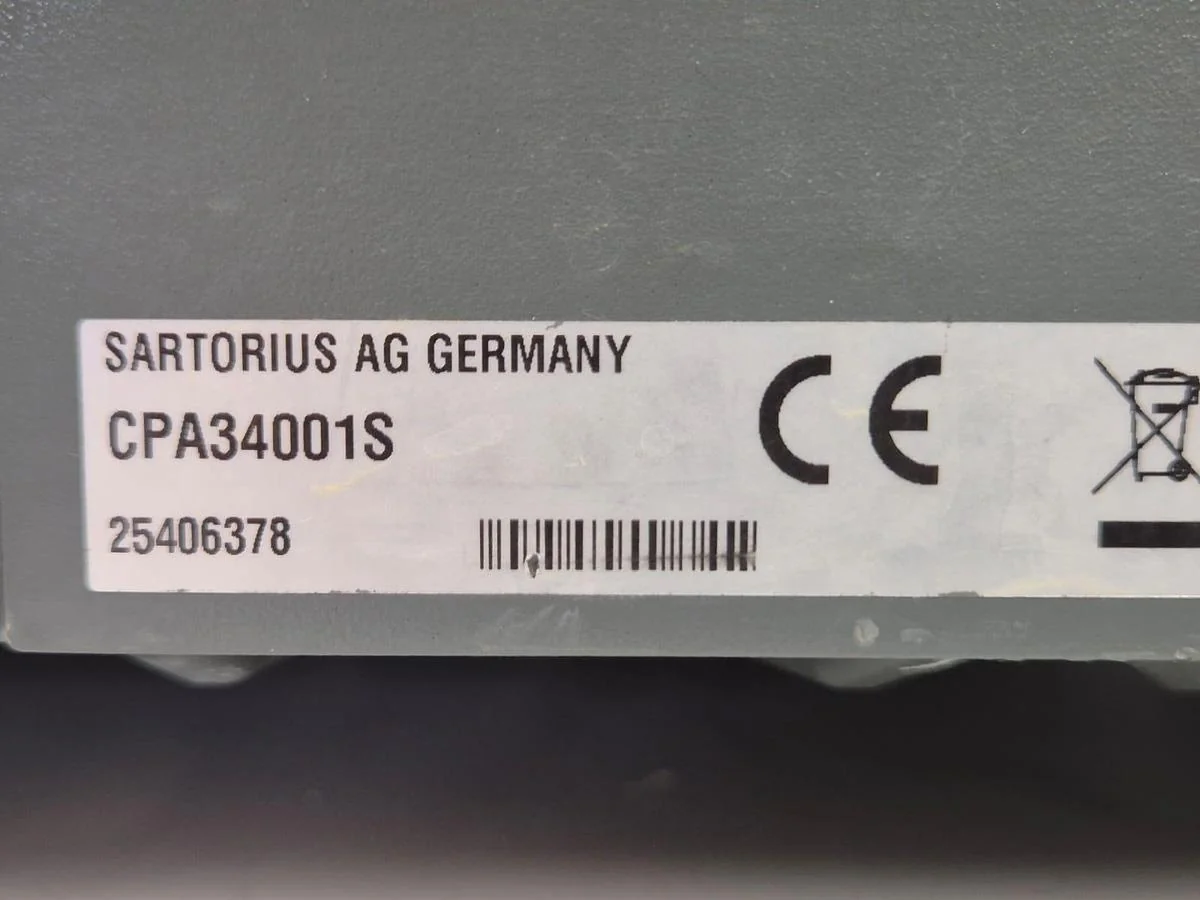 SARTORIUS AG GERMANY
CPA34001S
25406378
CE